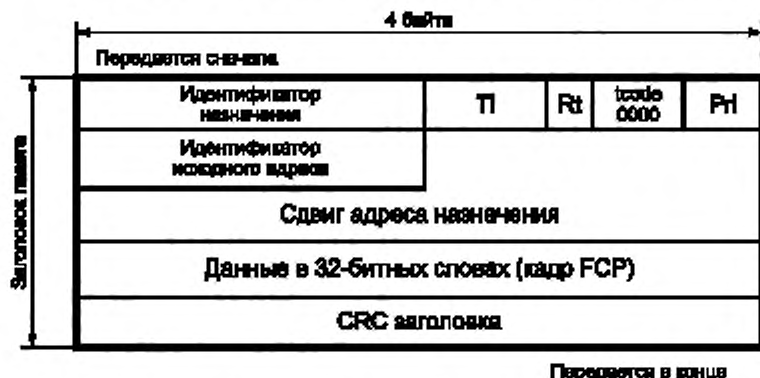 4 байта
Передается сначала
Идентификатор
назначения
Tl
Rt
tcode
0000
Pri
Идентификатор
исходного адреса
Сдвиг адреса назначения
Данные в 32-битных словах (кадр FCP)
CRC заголовка
Заголовок пакета
Передается в конце